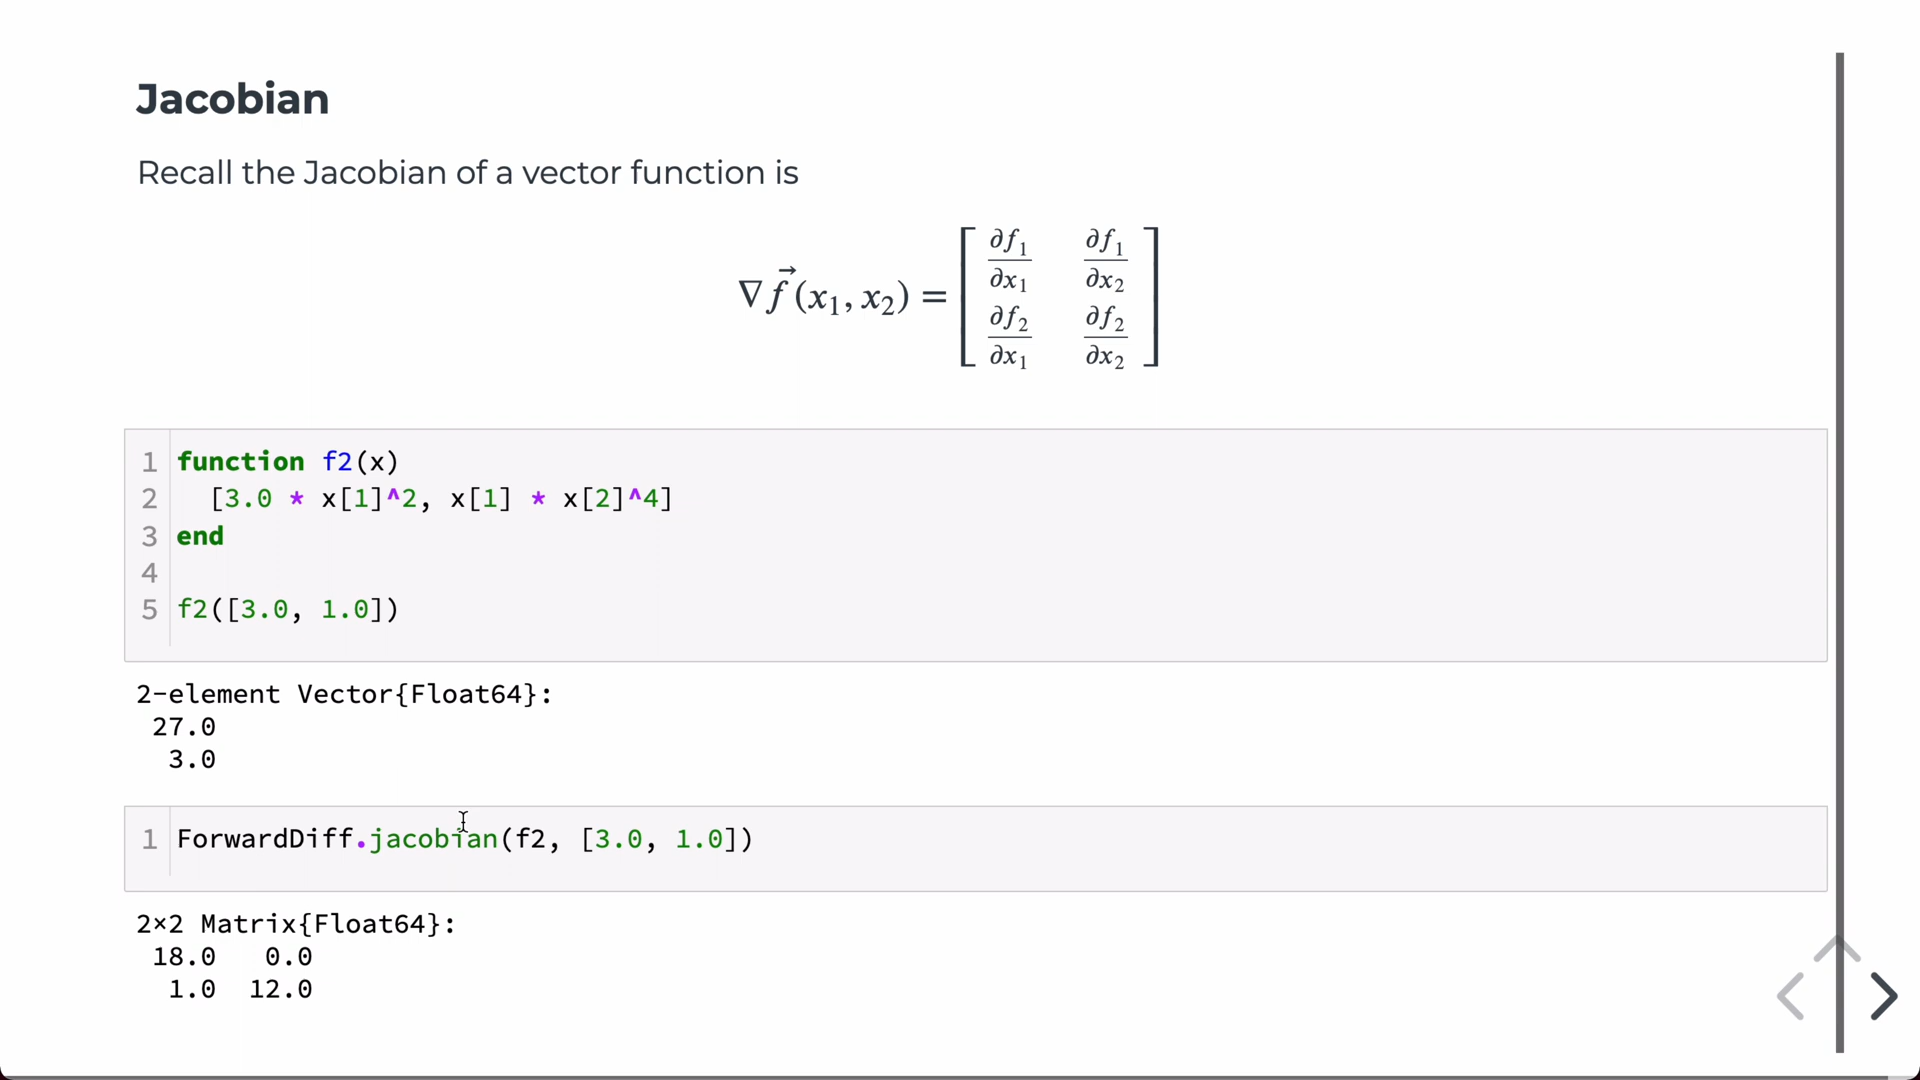 Jacobian
Recall the Jacobian of a vector function is
∇f⃗(x₁, x₂) = [ ∂f₁/∂x₁ ∂f₁/∂x₂
∂f₂/∂x₁ ∂f₂/∂x₂ ]
1 function f2(x)
2   [3.0 * x[1]^2, x[1] * x[2]^4]
3 end
4
5 f2([3.0, 1.0])
2-element Vector{Float64}:
 27.0
  3.0
1 ForwardDiff.jacobian(f2, [3.0, 1.0])
2×2 Matrix{Float64}:
 18.0   0.0
  1.0  12.0